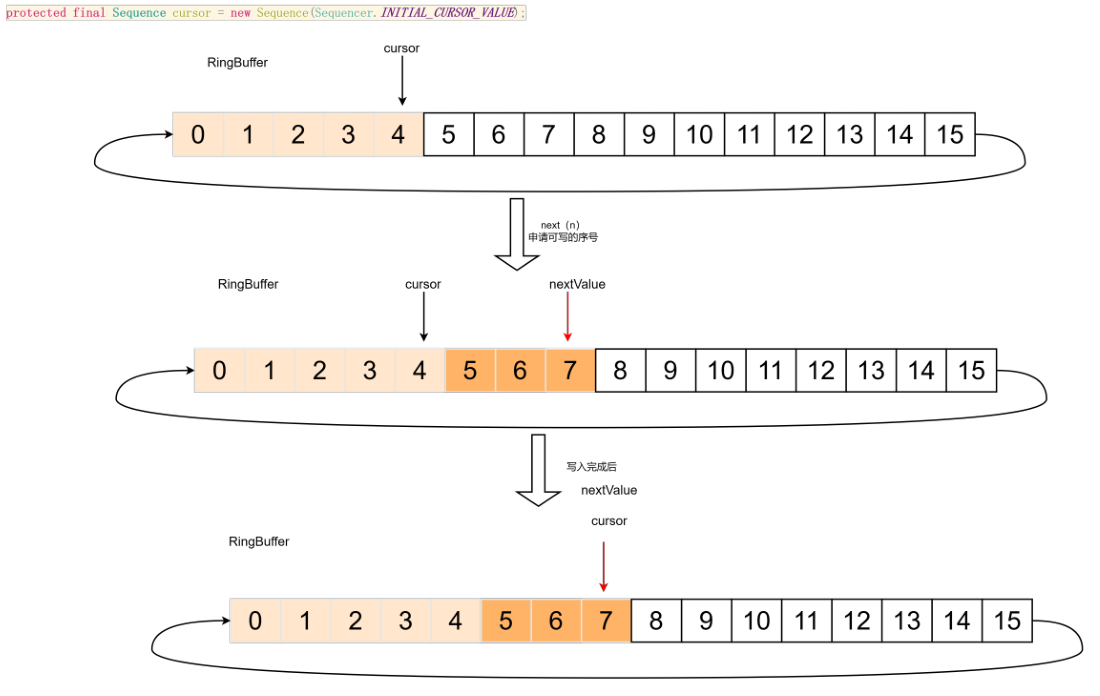 protected final Sequence cursor = new Sequence(Sequencer.INITIAL_CURSOR_VALUE);
cursor
RingBuffer
0 1 2 3 4 5 6 7 8 9 10 11 12 13 14 15
next（n）
申请可写的序号
RingBuffer cursor nextValue
0 1 2 3 4 5 6 7 8 9 10 11 12 13 14 15
写入完成后
nextValue
cursor
RingBuffer
0 1 2 3 4 5 6 7 8 9 10 11 12 13 14 15